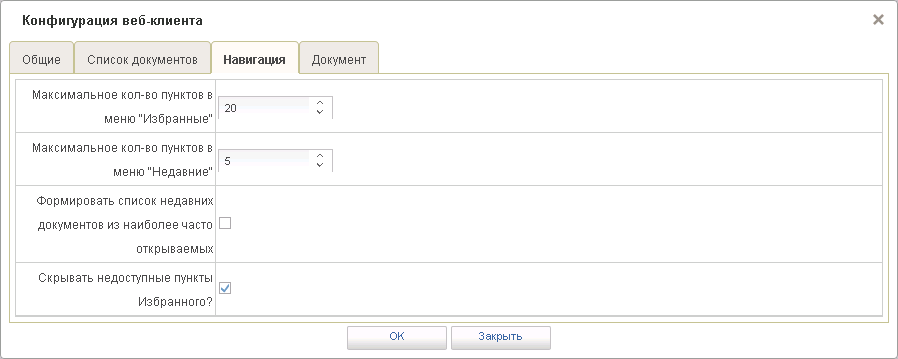 Конфигурация веб-клиента
Общие
Список документов
Навигация
Документ
Максимальное кол-во пунктов в
меню "Избранные"
20
Максимальное кол-во пунктов в
меню "Недавние"
5
Формировать список недавних
документов из наиболее часто
открываемых
Скрывать недоступные пункты
Избранного?
OK
Закрыть